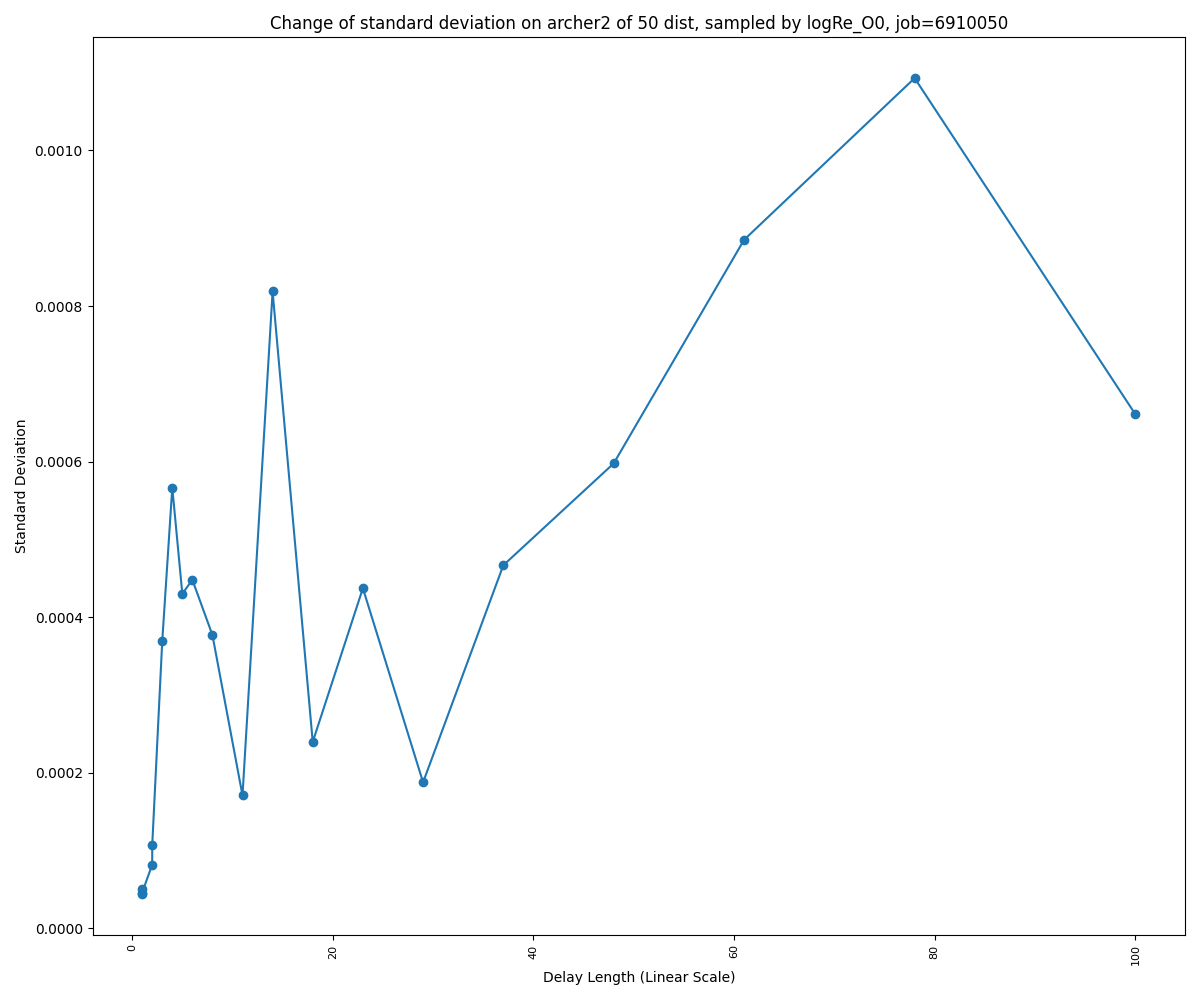 Change of standard deviation on archer2 of 50 dist, sampled by logRe_O0, job=6910050
Standard Deviation
0.0010
0.0008
0.0006
0.0004
0.0002
0.0000
0 20 40 60 80 100
Delay Length (Linear Scale)